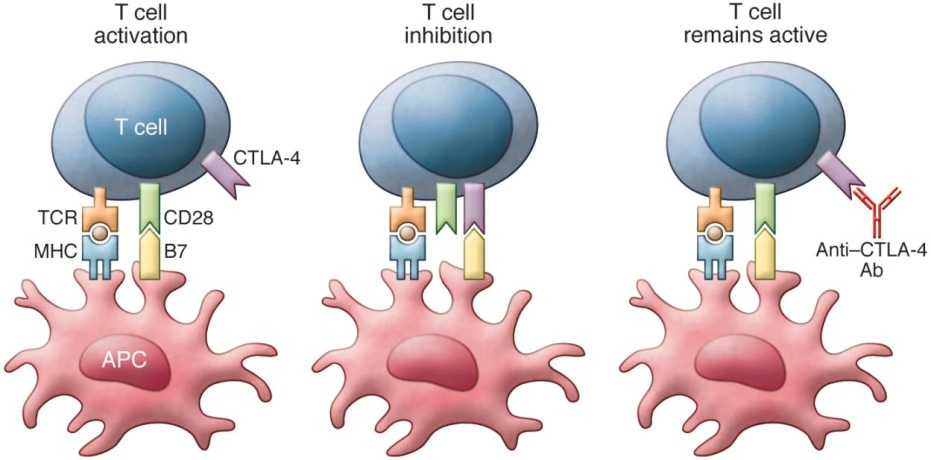 T cell
activation
T cell
inhibition
T cell
remains active
T cell
CTLA-4
TCR
CD28
MHC
B7
APC
Anti–CTLA-4
Ab